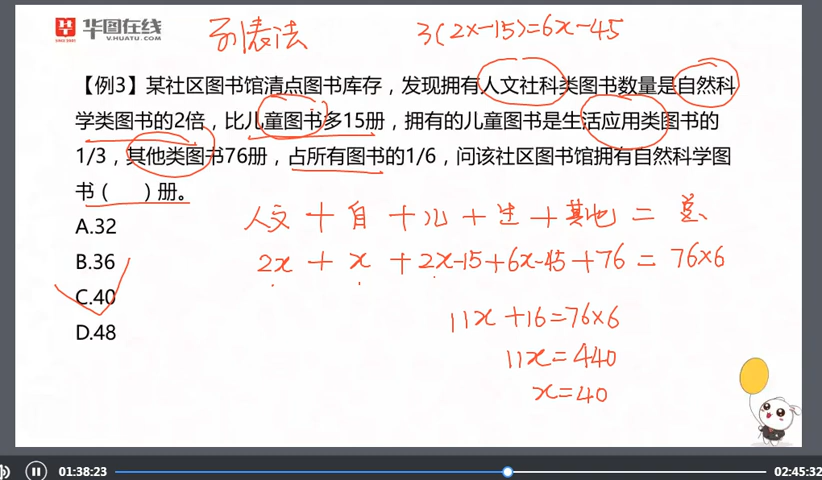 华图在线
V.HUATU.COM
列表法
3(2x-15)=6x-45
【例3】某社区图书馆清点图书库存，发现拥有人文社科类图书数量是自然科
学类图书的2倍，比儿童图书多15册，拥有的儿童图书是生活应用类图书的
1/3，其他类图书76册，占所有图书的1/6，问该社区图书馆拥有自然科学图
书（　）册。
人文+自+儿+生+其他=总
A.32
B.36
2x+x+2x-15+6x-45+76=76×6
C.40
11x+16=76×6
D.48
11x=440
x=40
01:38:23
02:45:32